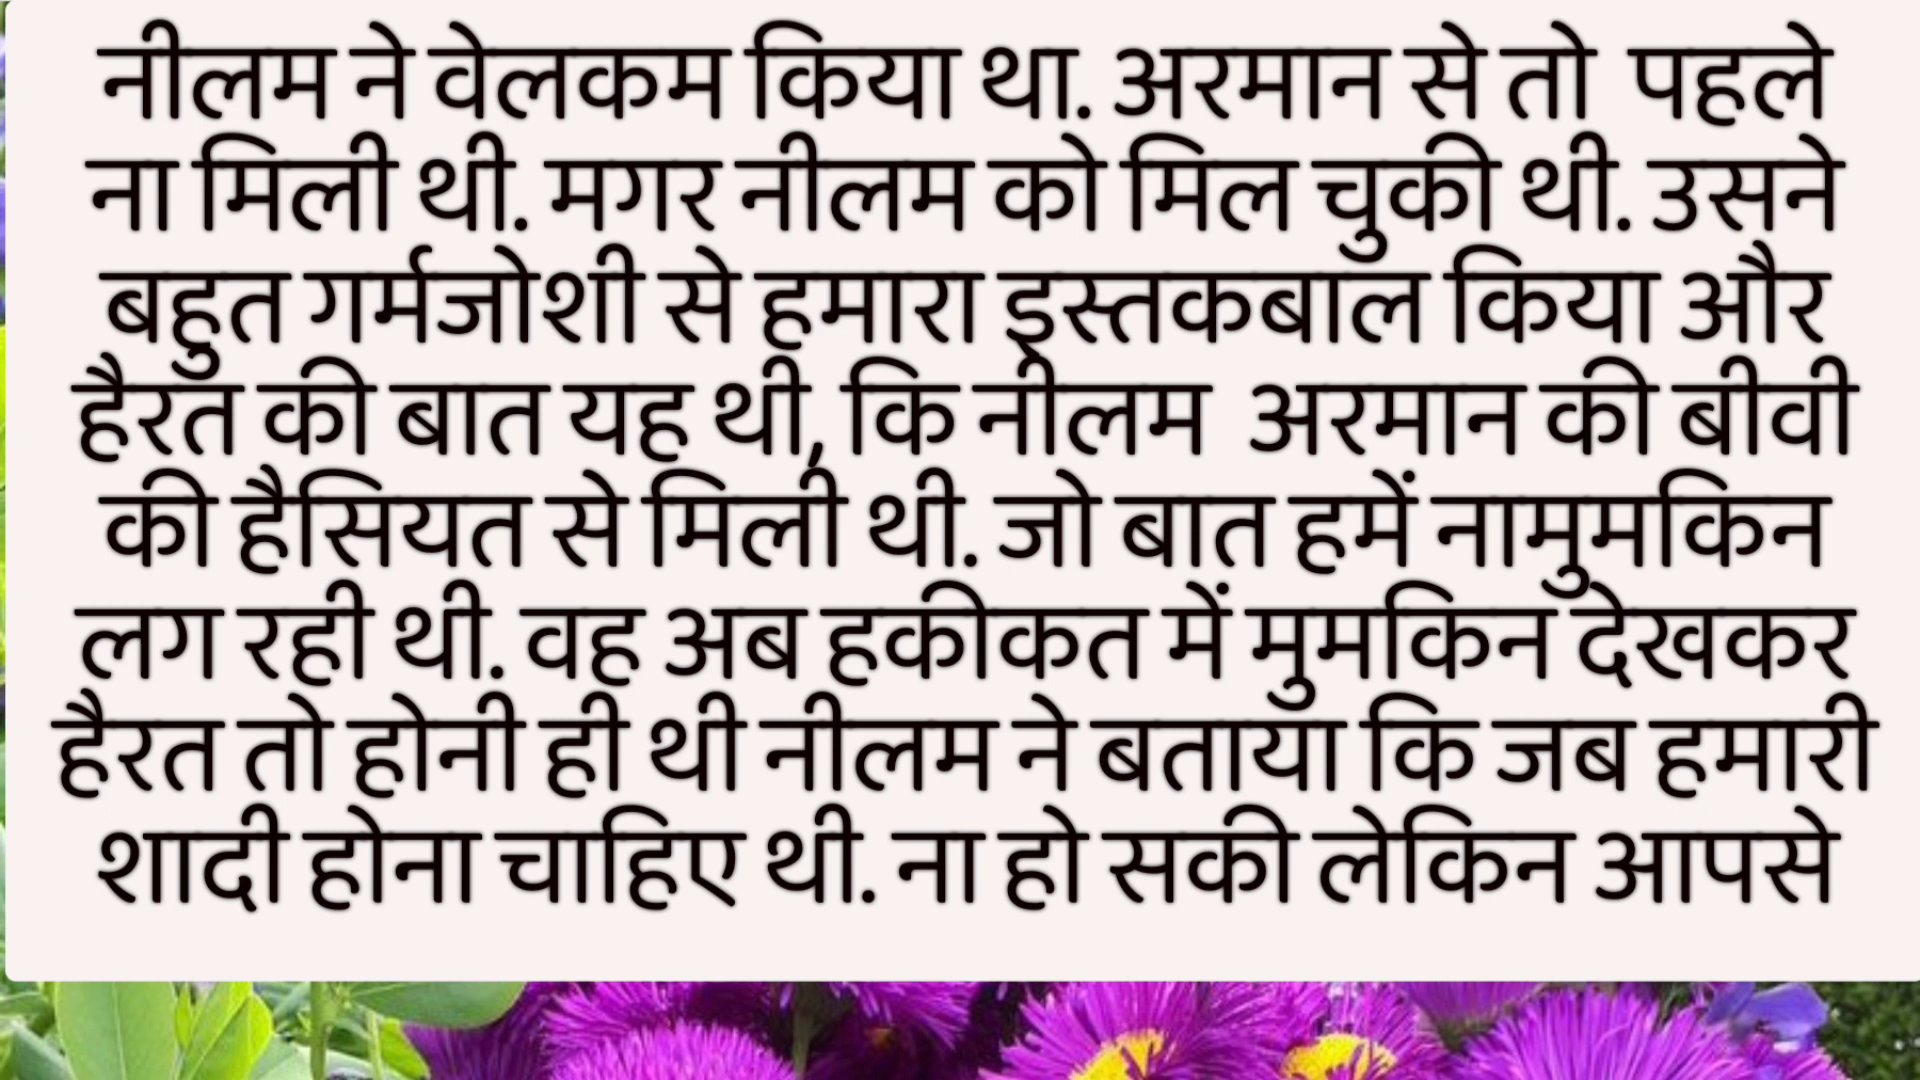 नीलम ने वेलकम किया था. अरमान से तो पहले
ना मिली थी. मगर नीलम को मिल चुकी थी. उसने
बहुत गर्मजोशी से हमारा इस्तकबाल किया और
हैरत की बात यह थी, कि नीलम अरमान की बीवी
की हैसियत से मिली थी. जो बात हमें नामुमकिन
लग रही थी. वह अब हकीकत में मुमकिन देखकर
हैरत तो होनी ही थी नीलम ने बताया कि जब हमारी
शादी होना चाहिए थी. ना हो सकी लेकिन आपसे